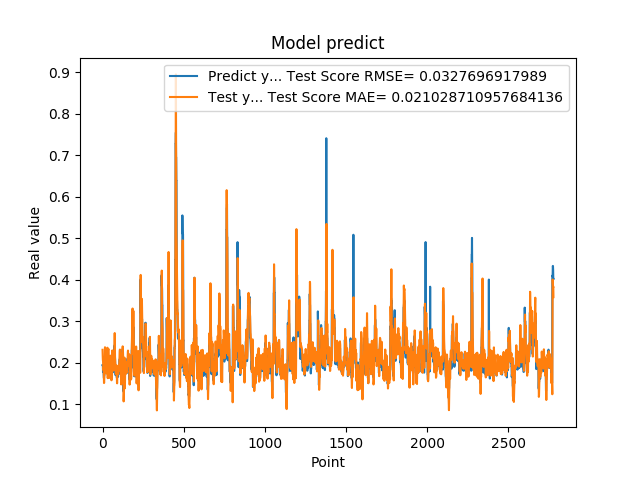 Model predict
Predict y... Test Score RMSE= 0.0327696917989
Test y... Test Score MAE= 0.021028710957684136
0.9
0.8
0.7
0.6
0.5
0.4
0.3
0.2
0.1
Real value
0 500 1000 1500 2000 2500
Point